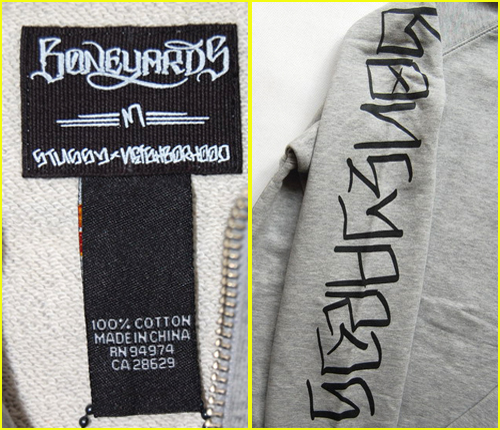 BONEYARDS
M
STUSSY × NEIGHBORHOOD
100% COTTON
MADE IN CHINA
RN 94974
CA 28629
BONEYARDS